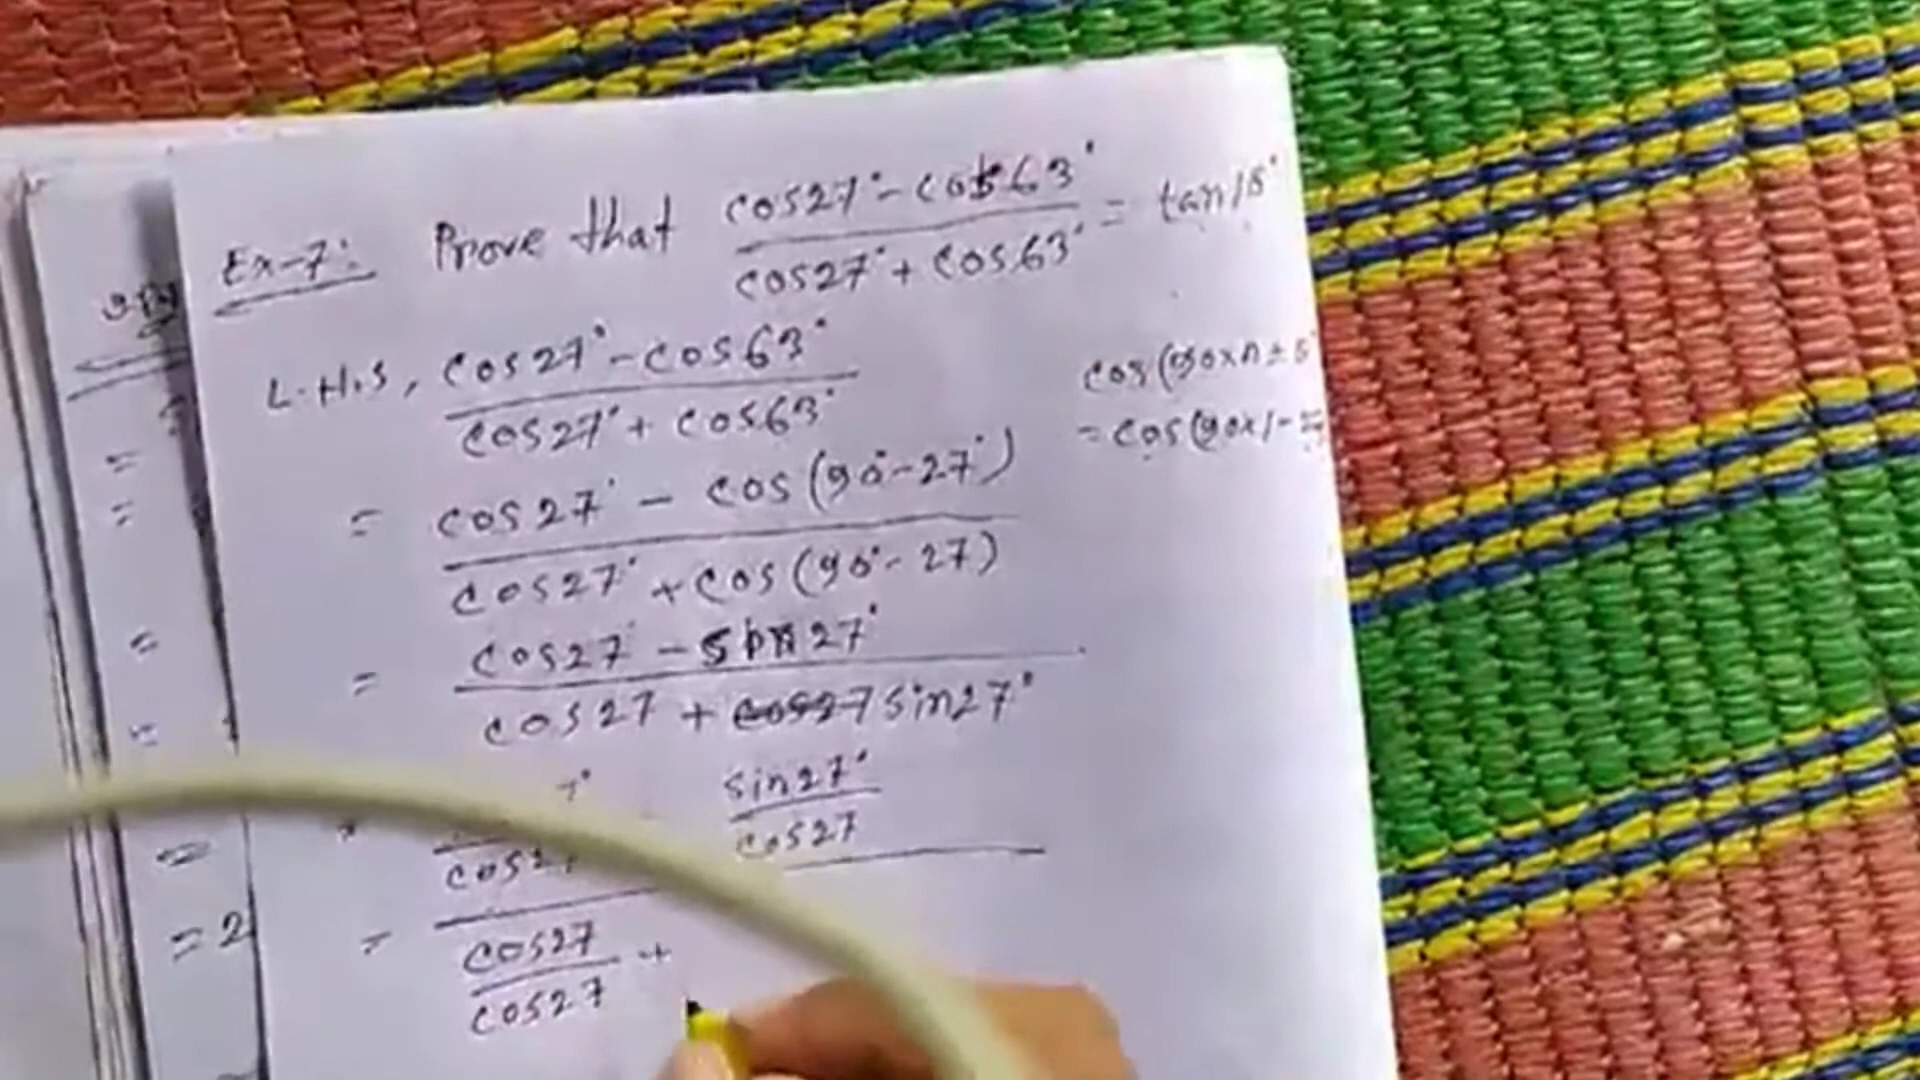 Ex-7: Prove that cos27° - cos63° / cos27° + cos63° = tan18°
L.H.S, cos27° - cos63° / cos27° + cos63°
= cos27° - cos(90° - 27°) / cos27° + cos(90° - 27)
cos(90×n ±
= cos(90×1 -
= cos27° - sin27° / cos27 + sin27°
sin27° / cos27
= cos27 / cos27 +
= 2